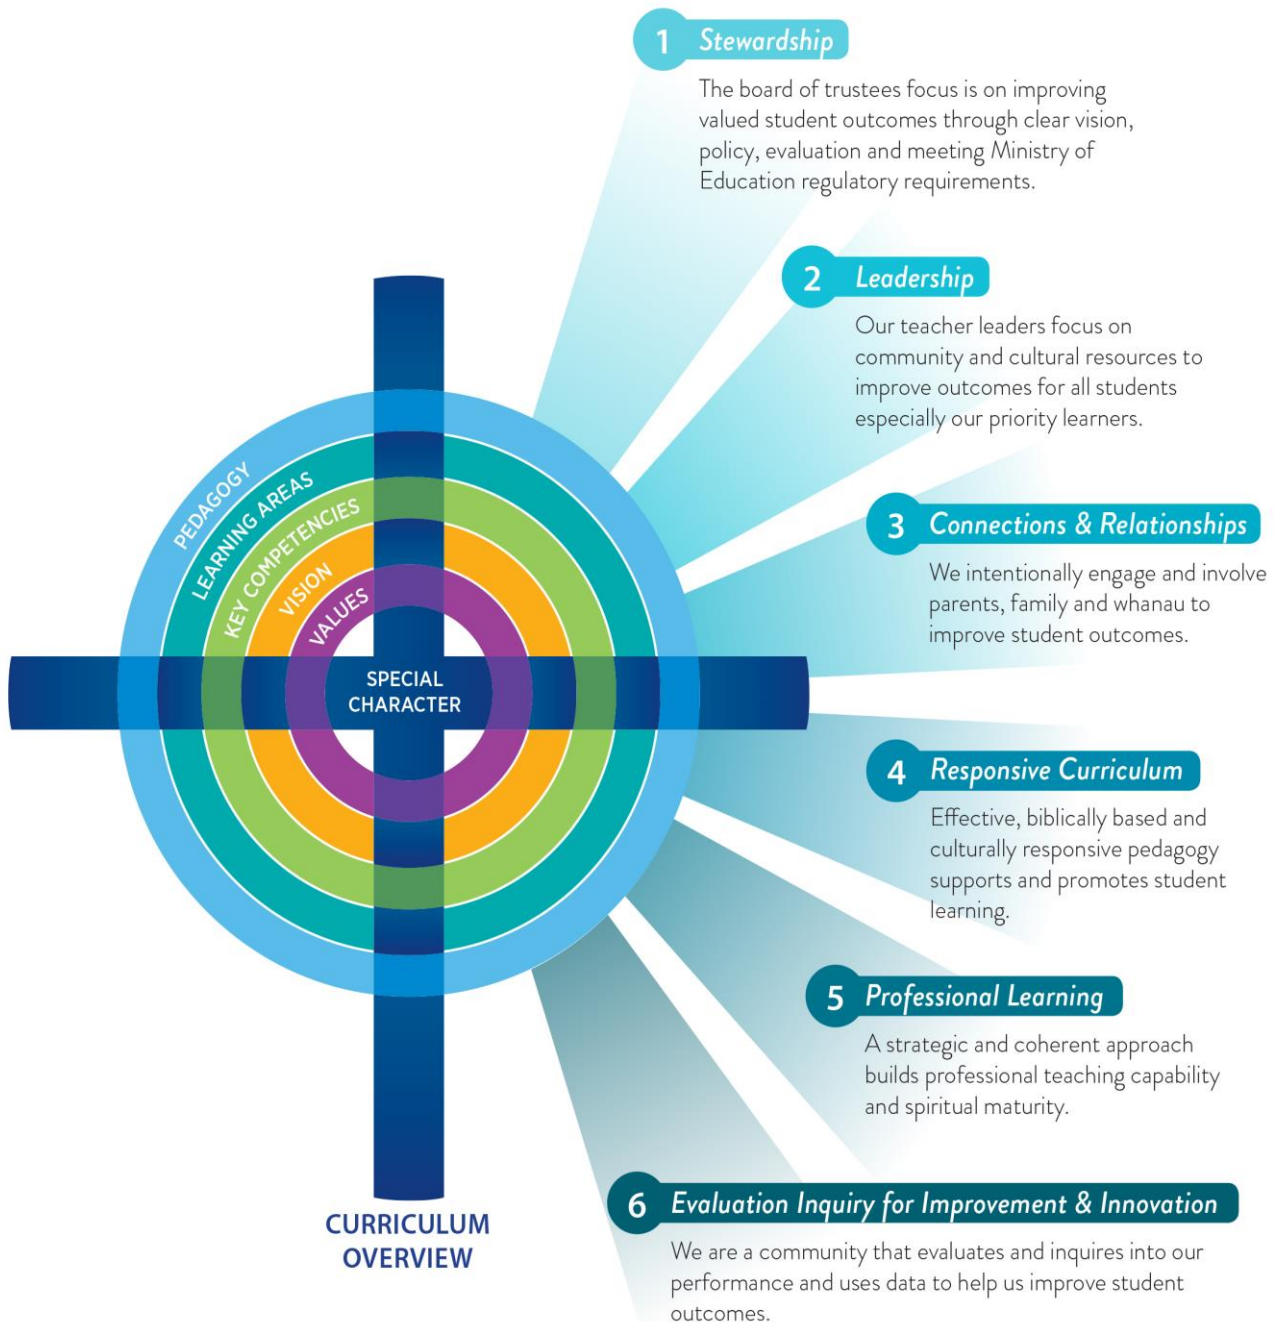 1 Stewardship
The board of trustees focus is on improving
valued student outcomes through clear vision,
policy, evaluation and meeting Ministry of
Education regulatory requirements.
2 Leadership
Our teacher leaders focus on
community and cultural resources to
improve outcomes for all students
especially our priority learners.
PEDAGOGY
LEARNING AREAS
KEY COMPETENCIES
VISION
VALUES
SPECIAL
CHARACTER
3 Connections & Relationships
We intentionally engage and involve
parents, family and whanau to
improve student outcomes.
4 Responsive Curriculum
Effective, biblically based and
culturally responsive pedagogy
supports and promotes student
learning.
5 Professional Learning
A strategic and coherent approach
builds professional teaching capability
and spiritual maturity.
6 Evaluation Inquiry for Improvement & Innovation
We are a community that evaluates and inquires into our
performance and uses data to help us improve student
outcomes.
CURRICULUM
OVERVIEW